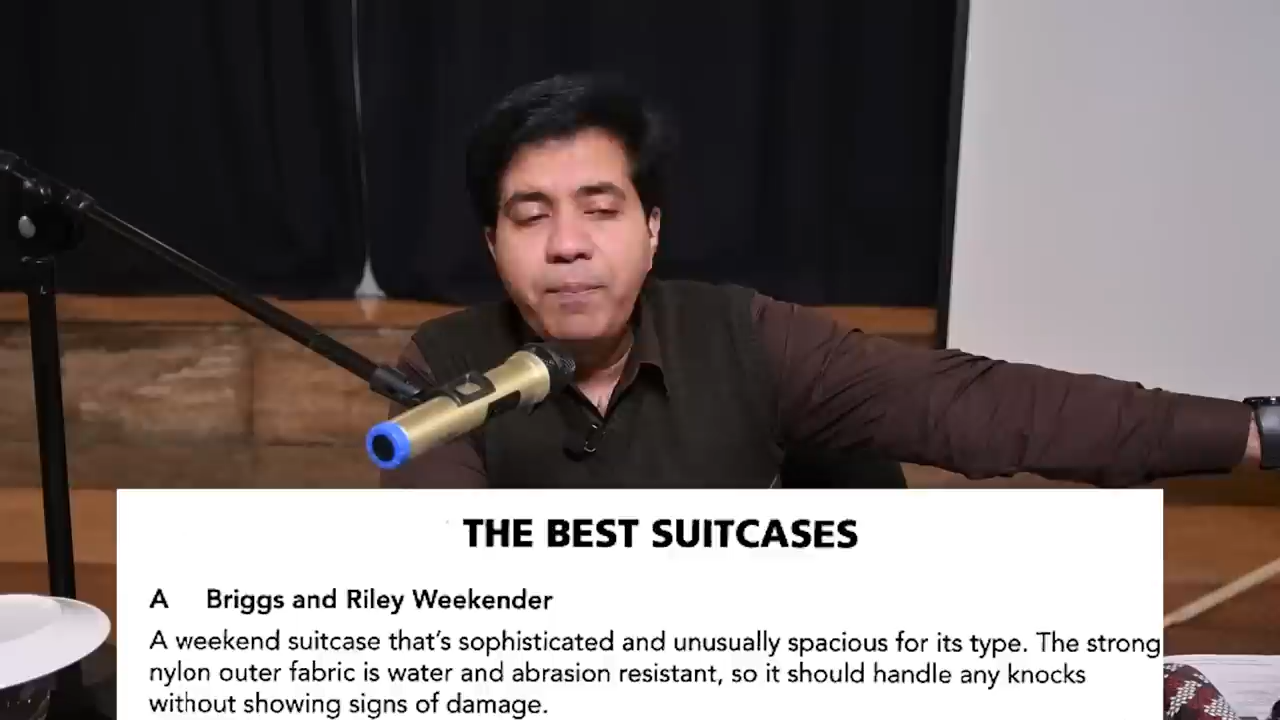 THE BEST SUITCASES
A Briggs and Riley Weekender
A weekend suitcase that's sophisticated and unusually spacious for its type. The strong
nylon outer fabric is water and abrasion resistant, so it should handle any knocks
without showing signs of damage.